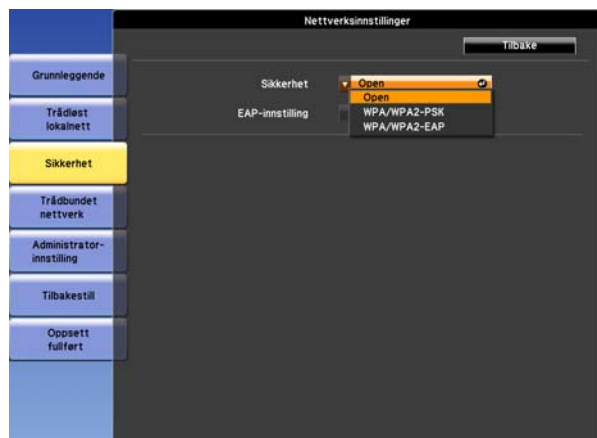 Nettverksinnstillinger
Tilbake
Grunnleggende
Trådløst
lokalnett
Sikkerhet
Trådbundet
nettverk
Administrator-
innstilling
Tilbakestill
Oppsett
fullført
Sikkerhet
Open
Open
WPA/WPA2-PSK
WPA/WPA2-EAP
EAP-innstilling